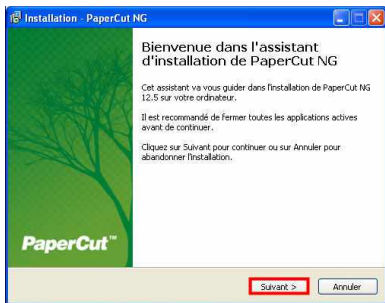 Installation - PaperCut NG
Bienvenue dans l'assistant
d'installation de PaperCut NG
Cet assistant va vous guider dans l'installation de PaperCut NG
12.5 sur votre ordinateur.
Il est recommandé de fermer toutes les applications actives
avant de continuer.
Cliquez sur Suivant pour continuer ou sur Annuler pour
abandonner l'installation.
PaperCut™
Suivant >
Annuler